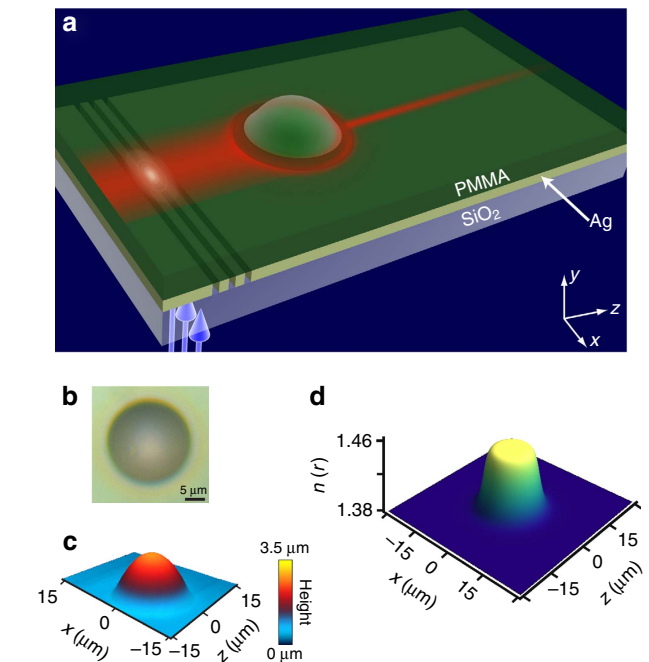 a
PMMA
SiO₂
Ag
y
z
x
b
5 μm
c
3.5 μm
Height
0 μm
15
0
−15
x (μm)
−15
0
15
z (μm)
d
1.46
n (r)
1.38
−15
0
15
x (μm)
−15
0
15
z (μm)